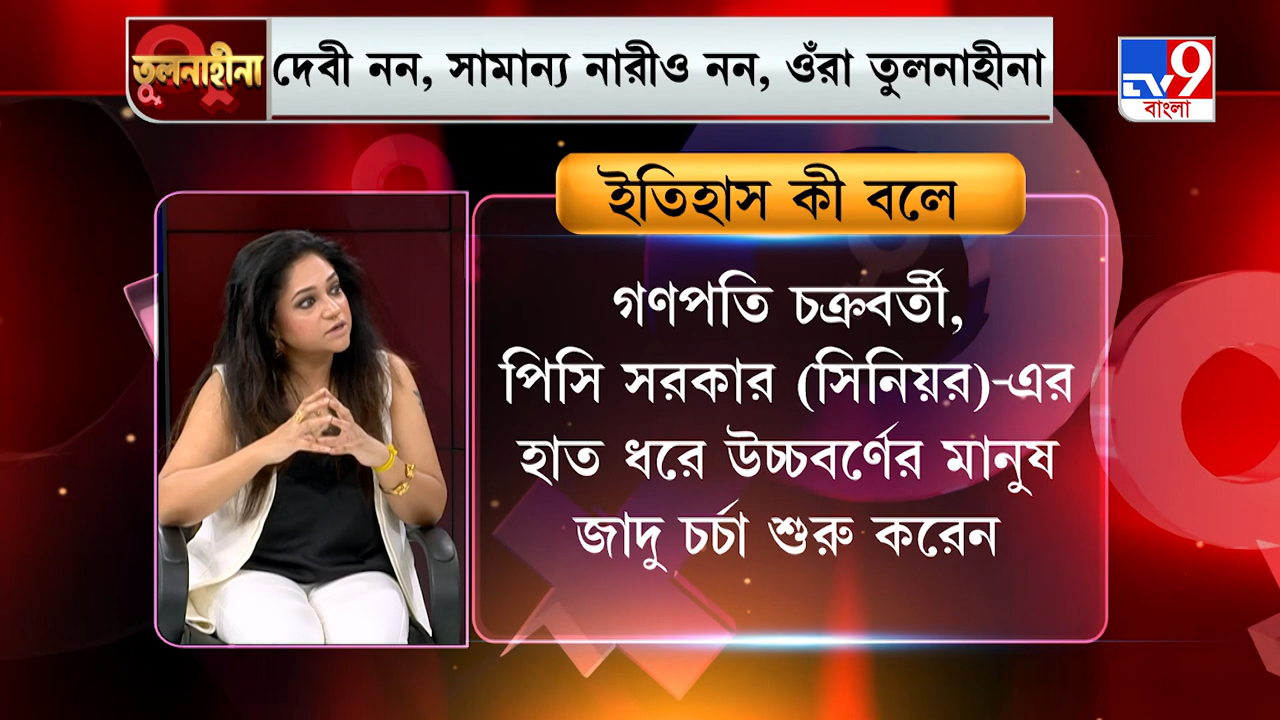 তুলনাহীনা
দেবী নন, সামান্য নারীও নন, ওঁরা তুলনাহীনা
TV9
বাংলা
ইতিহাস কী বলে
গণপতি চক্রবর্তী,
পিসি সরকার (সিনিয়র)-এর
হাত ধরে উচ্চবর্ণের মানুষ
জাদু চর্চা শুরু করেন